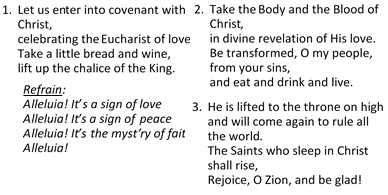 1. Let us enter into covenant with
Christ,
celebrating the Eucharist of love
Take a little bread and wine,
lift up the chalice of the King.
Refrain:
Alleluia! It's a sign of love
Alleluia! It's a sign of peace
Alleluia! It's the myst'ry of fait
Alleluia!
2. Take the Body and the Blood of
Christ,
in divine revelation of His love.
Be transformed, O my people,
from your sins,
and eat and drink and live.
3. He is lifted to the throne on high
and will come again to rule all
the world.
The Saints who sleep in Christ
shall rise,
Rejoice, O Zion, and be glad!